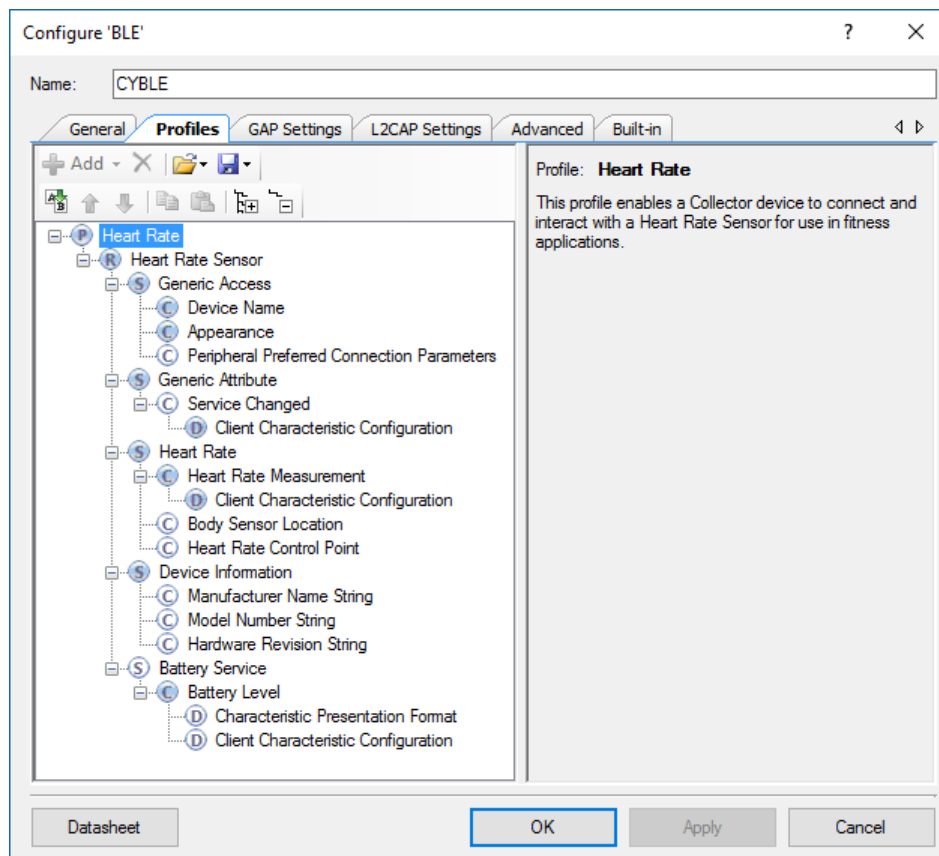 Configure 'BLE'
?
Name: CYBLE
General Profiles GAP Settings L2CAP Settings Advanced Built-in
Add
A B
P Heart Rate
R Heart Rate Sensor
S Generic Access
C Device Name
C Appearance
C Peripheral Preferred Connection Parameters
S Generic Attribute
C Service Changed
D Client Characteristic Configuration
S Heart Rate
C Heart Rate Measurement
D Client Characteristic Configuration
C Body Sensor Location
C Heart Rate Control Point
S Device Information
C Manufacturer Name String
C Model Number String
C Hardware Revision String
S Battery Service
C Battery Level
D Characteristic Presentation Format
D Client Characteristic Configuration
Profile: Heart Rate
This profile enables a Collector device to connect and
interact with a Heart Rate Sensor for use in fitness
applications.
Datasheet OK Apply Cancel